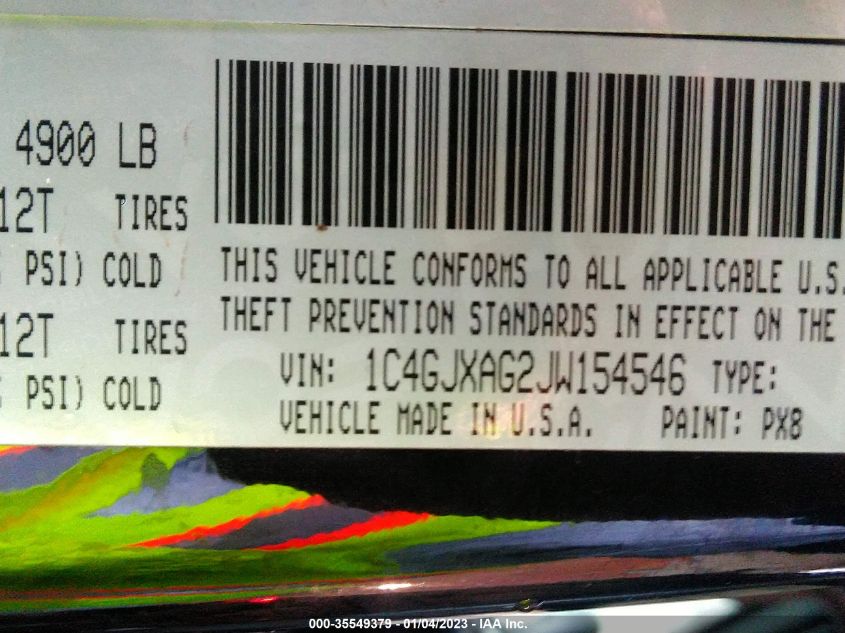 4900 LB
12T TIRES
PSI) COLD
12T TIRES
PSI) COLD
THIS VEHICLE CONFORMS TO ALL APPLICABLE U.S.
THEFT PREVENTION STANDARDS IN EFFECT ON THE
VIN: 1C4GJXAG2JW154546 TYPE:
VEHICLE MADE IN U.S.A. PAINT: PX8
000-35549379 - 01/04/2023 - IAA Inc.